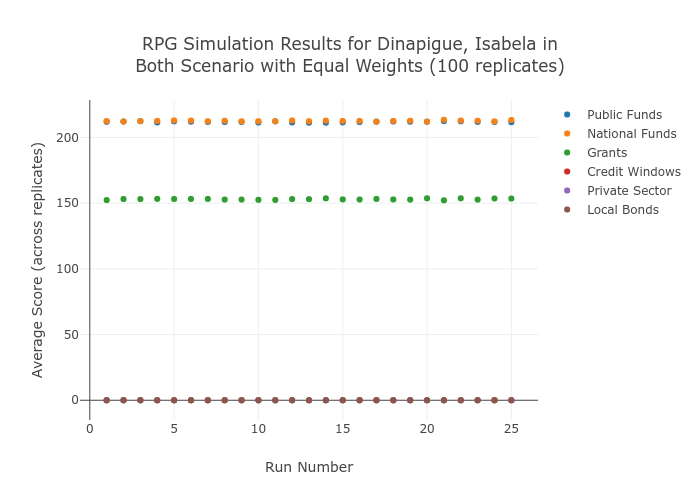 RPG Simulation Results for Dinapigue, Isabela in
Both Scenario with Equal Weights (100 replicates)
Average Score (across replicates)
200
150
100
50
0
0
5
10
15
20
25
Run Number
Public Funds
National Funds
Grants
Credit Windows
Private Sector
Local Bonds